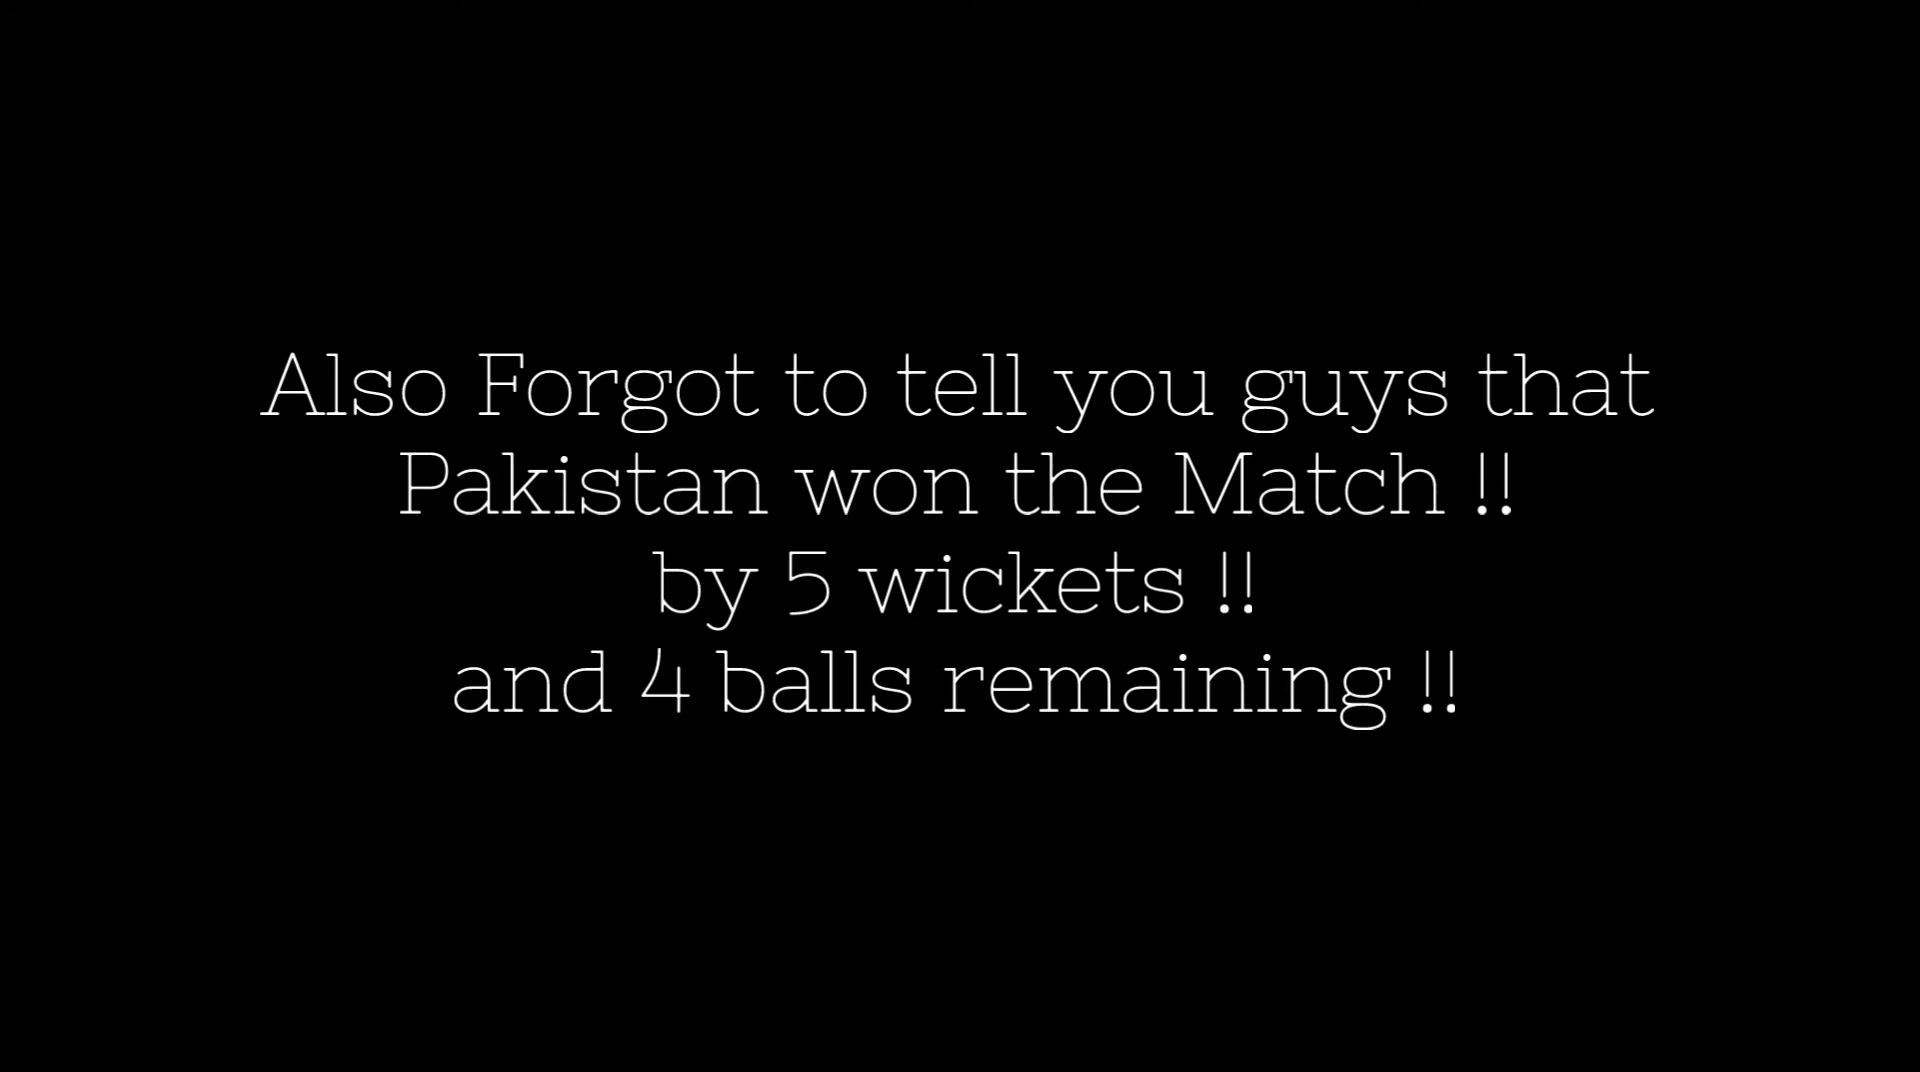 Also Forgot to tell you guys that
Pakistan won the Match !!
by 5 wickets !!
and 4 balls remaining !!